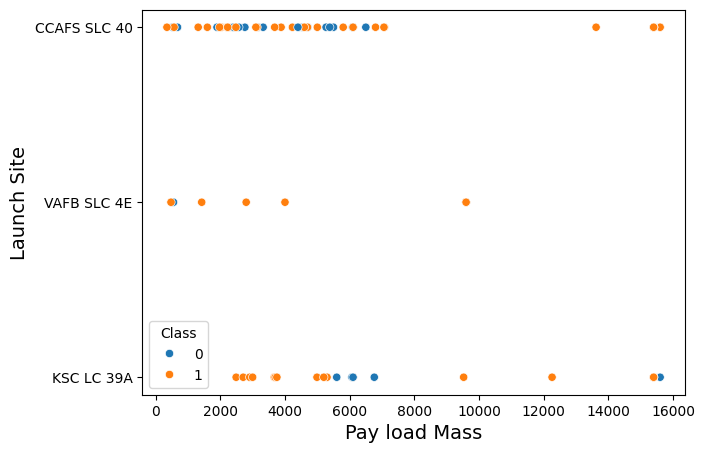 CCAFS SLC 40
VAFB SLC 4E
KSC LC 39A
Launch Site
Class
0
1
0 2000 4000 6000 8000 10000 12000 14000 16000
Pay load Mass